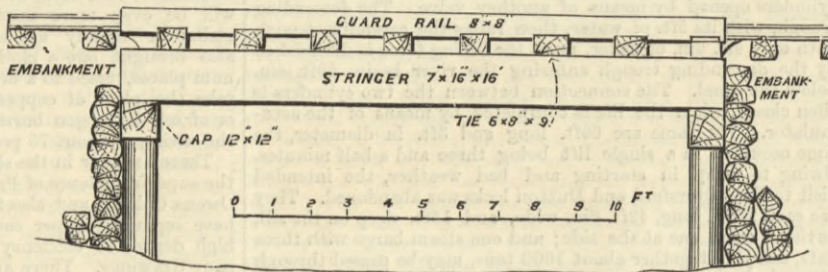 GUARD RAIL 8"×8"
EMBANKMENT
STRINGER 7"×16"×16'
EMBANK-
MENT
TIE 6"×8"×9'
CAP 12"×12"
0 1 2 3 4 5 6 7 8 9 10 FT